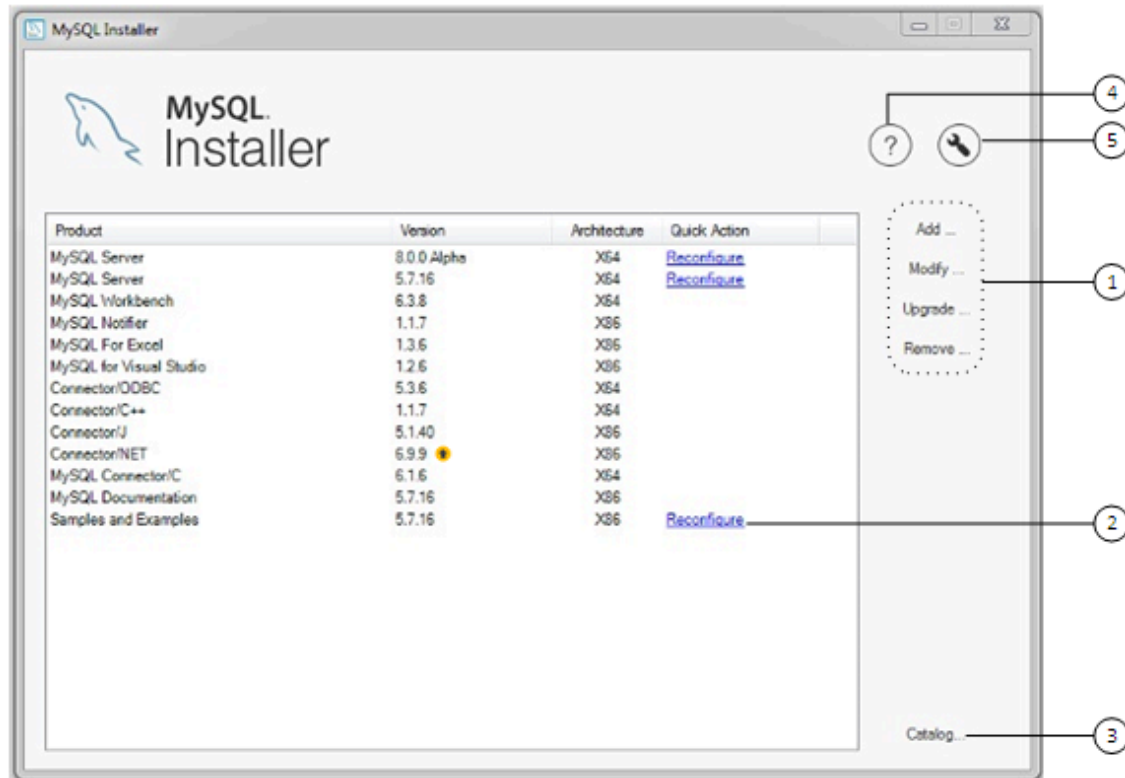 MySQL Installer
MySQL.
Installer
4
?
5
Product Version Architecture Quick Action
MySQL Server 8.0.0 Alpha X64 Reconfigure
MySQL Server 5.7.16 X64 Reconfigure
MySQL Workbench 6.3.8 X64
MySQL Notifier 1.1.7 X86
MySQL For Excel 1.3.6 X86
MySQL for Visual Studio 1.2.6 X86
Connector/ODBC 5.3.6 X64
Connector/C++ 1.1.7 X64
Connector/J 5.1.40 X86
Connector/NET 6.9.9 X86
MySQL Connector/C 6.1.6 X64
MySQL Documentation 5.7.16 X86
Samples and Examples 5.7.16 X86 Reconfigure
Add ...
Modify ...
Upgrade ...
Remove ...
1
2
Catalog...
3